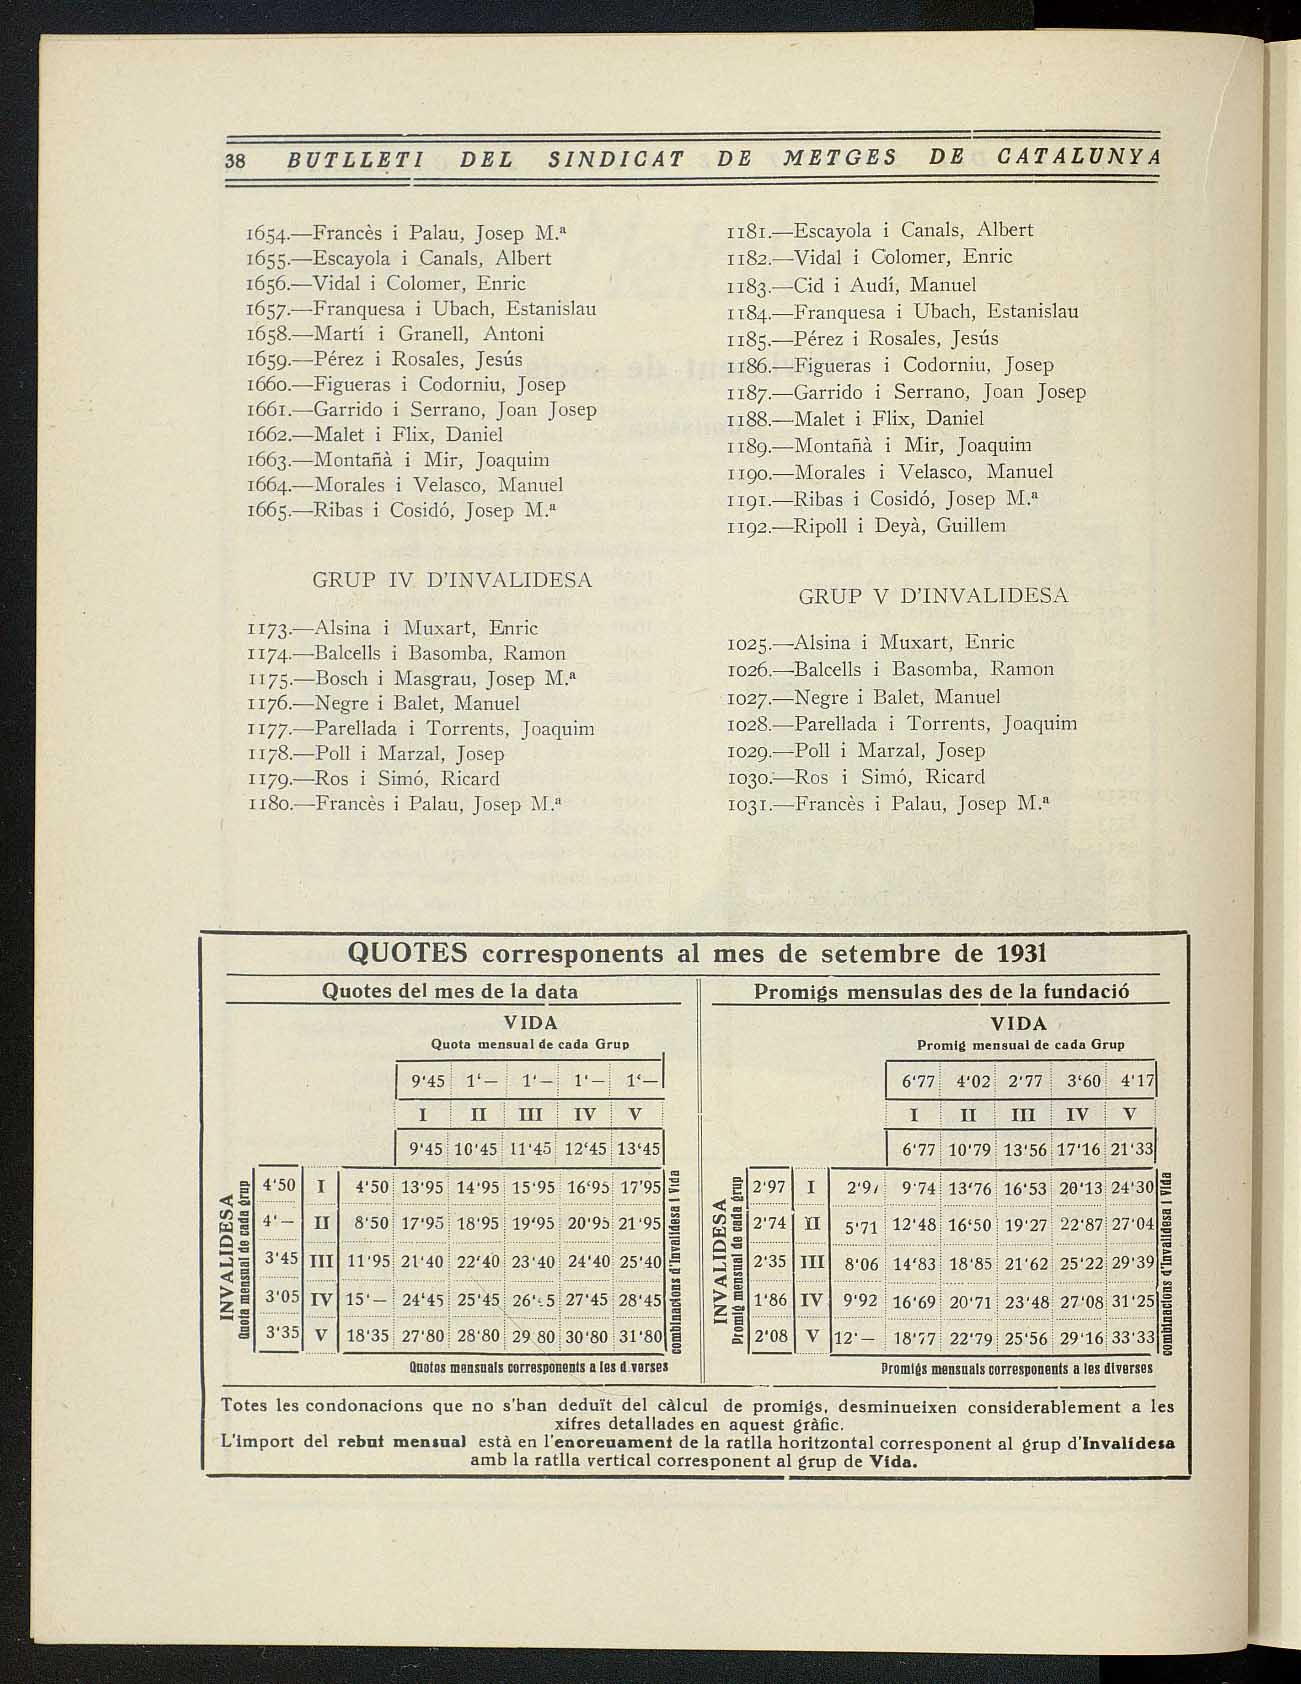 38 BUTLLETI DEL SINDICAT DE METGES DE CATALUNYA
1654.—Francès i Palau, Josep M.ª
1655.—Escayola i Canals, Albert
1656.—Vidal i Colomer, Enric
1657.—Franquesa i Ubach, Estanislau
1658.—Martí i Granell, Antoni
1659.—Pérez i Rosales, Jesús
1660.—Figueras i Codorniu, Josep
1661.—Garrido i Serrano, Joan Josep
1662.—Malet i Flix, Daniel
1663.—Montañà i Mir, Joaquim
1664.—Morales i Velasco, Manuel
1665.—Ribas i Cosidó, Josep M.ª
GRUP IV D'INVALIDESA
1173.—Alsina i Muxart, Enric
1174.—Balcells i Basomba, Ramon
1175.—Bosch i Masgrau, Josep M.ª
1176.—Negre i Balet, Manuel
1177.—Parellada i Torrents, Joaquim
1178.—Poll i Marzal, Josep
1179.—Ros i Simó, Ricard
1180.—Francès i Palau, Josep M.ª
1181.—Escayola i Canals, Albert
1182.—Vidal i Colomer, Enric
1183.—Cid i Audí, Manuel
1184.—Franquesa i Ubach, Estanislau
1185.—Pérez i Rosales, Jesús
1186.—Figueras i Codorniu, Josep
1187.—Garrido i Serrano, Joan Josep
1188.—Malet i Flix, Daniel
1189.—Montañà i Mir, Joaquim
1190.—Morales i Velasco, Manuel
1191.—Ribas i Cosidó, Josep M.ª
1192.—Ripoll i Deyà, Guillem
GRUP V D'INVALIDESA
1025.—Alsina i Muxart, Enric
1026.—Balcells i Basomba, Ramon
1027.—Negre i Balet, Manuel
1028.—Parellada i Torrents, Joaquim
1029.—Poll i Marzal, Josep
1030.—Ros i Simó, Ricard
1031.—Francès i Palau, Josep M.ª
QUOTES corresponents al mes de setembre de 1931
Quotes del mes de la data
VIDA
Quota mensual de cada Grup
9'45 1'— 1'— 1'— 1'—
I II III IV V
9'45 10'45 11'45 12'45 13'45
INVALIDESA
Quota mensual de cada grup
4'50 I 4'50 13'95 14'95 15'95 16'95 17'95
4'— II 8'50 17'95 18'95 19'95 20'95 21'95
3'45 III 11'95 21'40 22'40 23'40 24'40 25'40
3'05 IV 15'— 24'45 25'45 27'45 28'45
3'35 V 18'35 27'80 28'80 29 80 30'80 31'80
combinacions d'Invalidesa i Vida
Quotes mensuals corresponents a les d verses
Promigs mensulas des de la fundació
VIDA
Promig mensual de cada Grup
6'77 4'02 2'77 3'60 4'17
I II III IV V
6'77 10'79 13'56 17'16 21'33
INVALIDESA
Promig mensual de cada grup
2'97 I 9'74 13'76 16'53 20'13 24'30
2'74 II 5'71 12'48 16'50 19'27 22'87 27'04
2'35 III 8'06 14'83 18'85 21'62 25'22 29'39
1'86 IV 9'92 16'69 20'71 23'48 27'08 31'25
2'08 V 12'— 18'77 22'79 25'56 29'16 33'33
combinacions d'Invalidesa i Vida
Promigs mensuals corresponents a les diverses
Totes les condonacions que no s'han deduït del càlcul de promigs, desminueixen considerablement a les
xifres detallades en aquest gràfic.
L'import del rebut mensual està en l'encreuament de la ratlla horitzontal corresponent al grup d'Invalidesa
amb la ratlla vertical corresponent al grup de Vida.